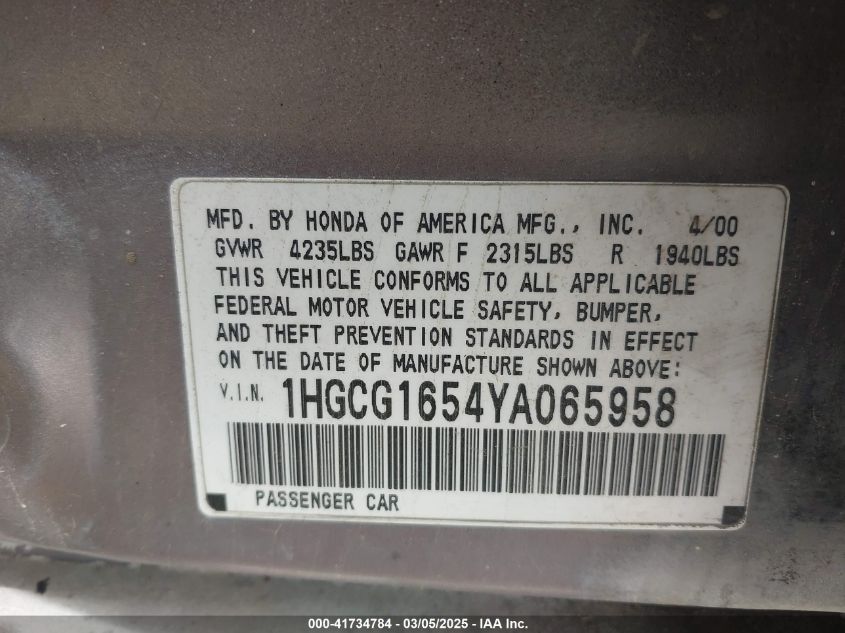 MFD. BY HONDA OF AMERICA MFG., INC. 4/00
GVWR 4235LBS GAWR F 2315LBS R 1940LBS
THIS VEHICLE CONFORMS TO ALL APPLICABLE
FEDERAL MOTOR VEHICLE SAFETY, BUMPER,
AND THEFT PREVENTION STANDARDS IN EFFECT
ON THE DATE OF MANUFACTURE SHOWN ABOVE:
V.I.N. 1HGCG1654YA065958
PASSENGER CAR
000-41734784 - 03/05/2025 - IAA Inc.